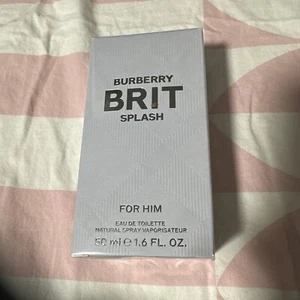 BURBERRY
BRIT
SPLASH
FOR HIM
EAU DE TOILETTE
NATURAL SPRAY VAPORISATEUR
50 ml ℮ 1.6 FL. OZ.